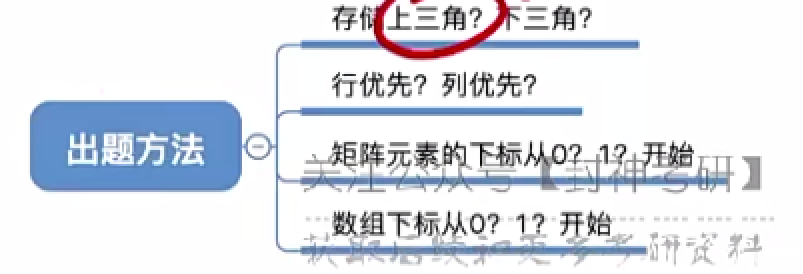 存储上三角？下三角？
行优先？列优先？
出题方法
矩阵元素的下标从0？1？开始
关注公众号【封神考研】
数组下标从0？1？开始
获取后续和更多考研资料